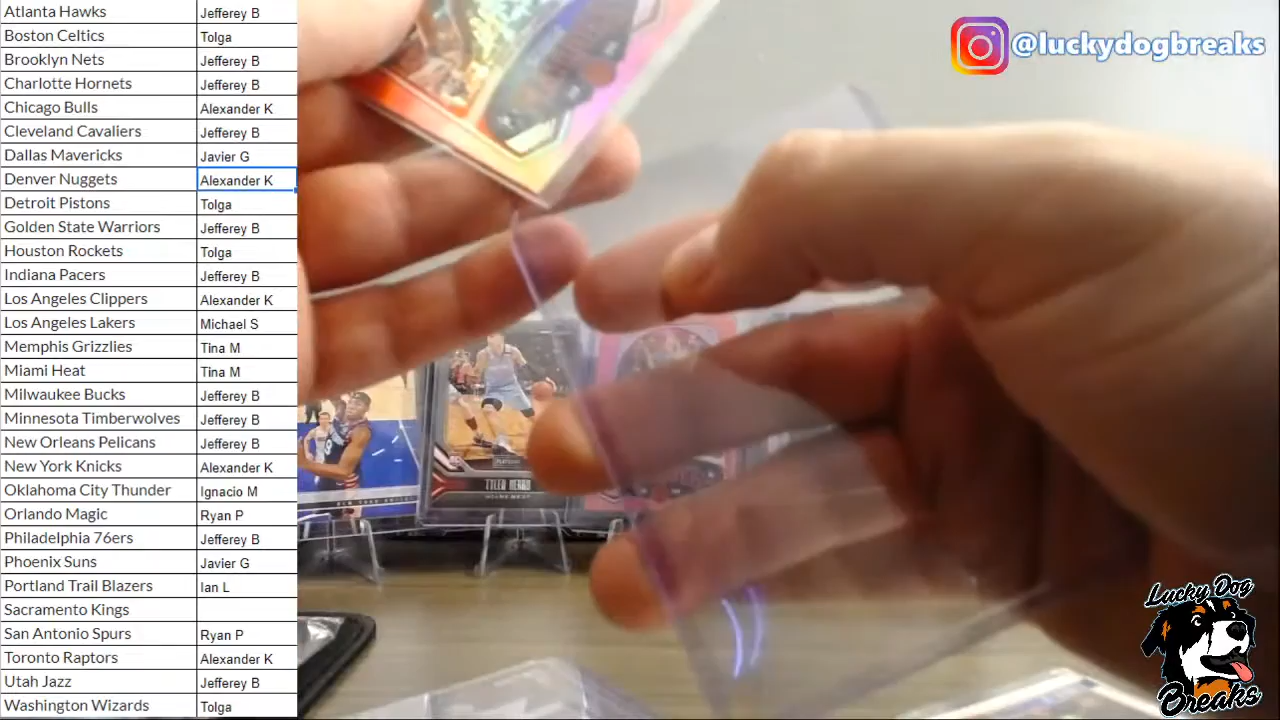 Atlanta Hawks Jefferey B
Boston Celtics Tolga
Brooklyn Nets Jefferey B
Charlotte Hornets Jefferey B
Chicago Bulls Alexander K
Cleveland Cavaliers Jefferey B
Dallas Mavericks Javier G
Denver Nuggets Alexander K
Detroit Pistons Tolga
Golden State Warriors Jefferey B
Houston Rockets Tolga
Indiana Pacers Jefferey B
Los Angeles Clippers Alexander K
Los Angeles Lakers Michael S
Memphis Grizzlies Tina M
Miami Heat Tina M
Milwaukee Bucks Jefferey B
Minnesota Timberwolves Jefferey B
New Orleans Pelicans Jefferey B
New York Knicks Alexander K
Oklahoma City Thunder Ignacio M
Orlando Magic Ryan P
Philadelphia 76ers Jefferey B
Phoenix Suns Javier G
Portland Trail Blazers Ian L
Sacramento Kings
San Antonio Spurs Ryan P
Toronto Raptors Alexander K
Utah Jazz Jefferey B
Washington Wizards Tolga
@luckydogbreaks
TYLER HERRO
Lucky Dog
Breaks